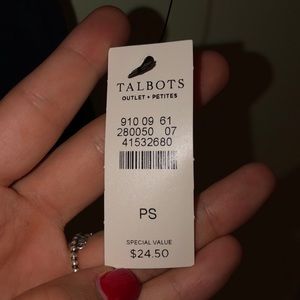 TALBOTS
OUTLET • PETITES
910 09 61
280050 07
41532680
PS
SPECIAL VALUE
$24.50